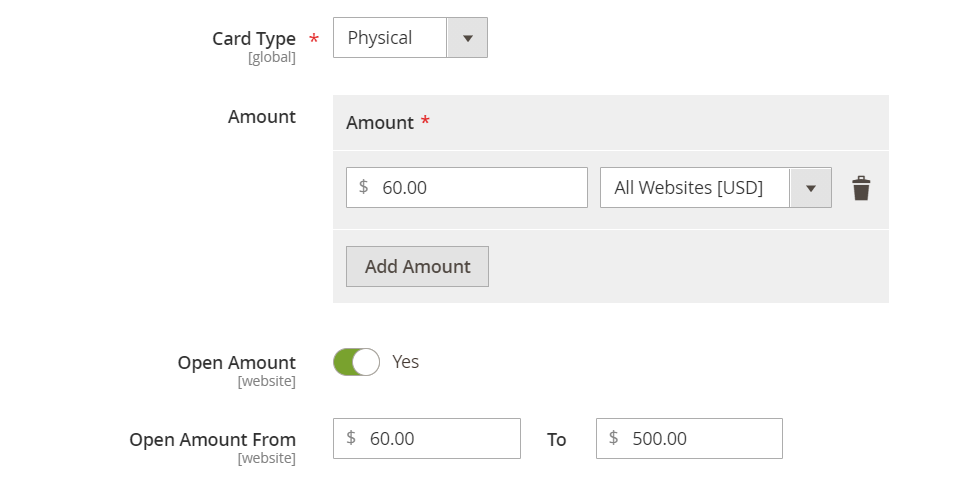 Card Type * Physical
[global]
Amount
Amount *
$ 60.00 All Websites [USD]
Add Amount
Open Amount Yes
[website]
Open Amount From $ 60.00 To $ 500.00
[website]